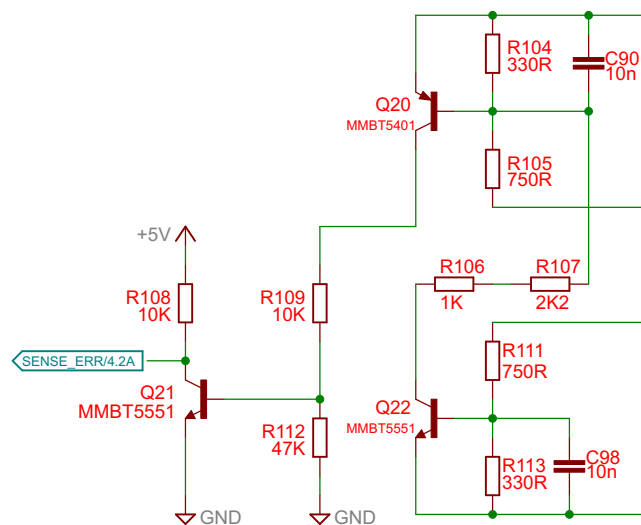 R104
330R
C90
10n
Q20
MMBT5401
R105
750R
+5V
R106
1K
R107
2K2
R108
10K
R109
10K
SENSE_ERR/4.2A
R111
750R
Q21
MMBT5551
Q22
MMBT5551
R112
47K
R113
330R
C98
10n
GND
GND